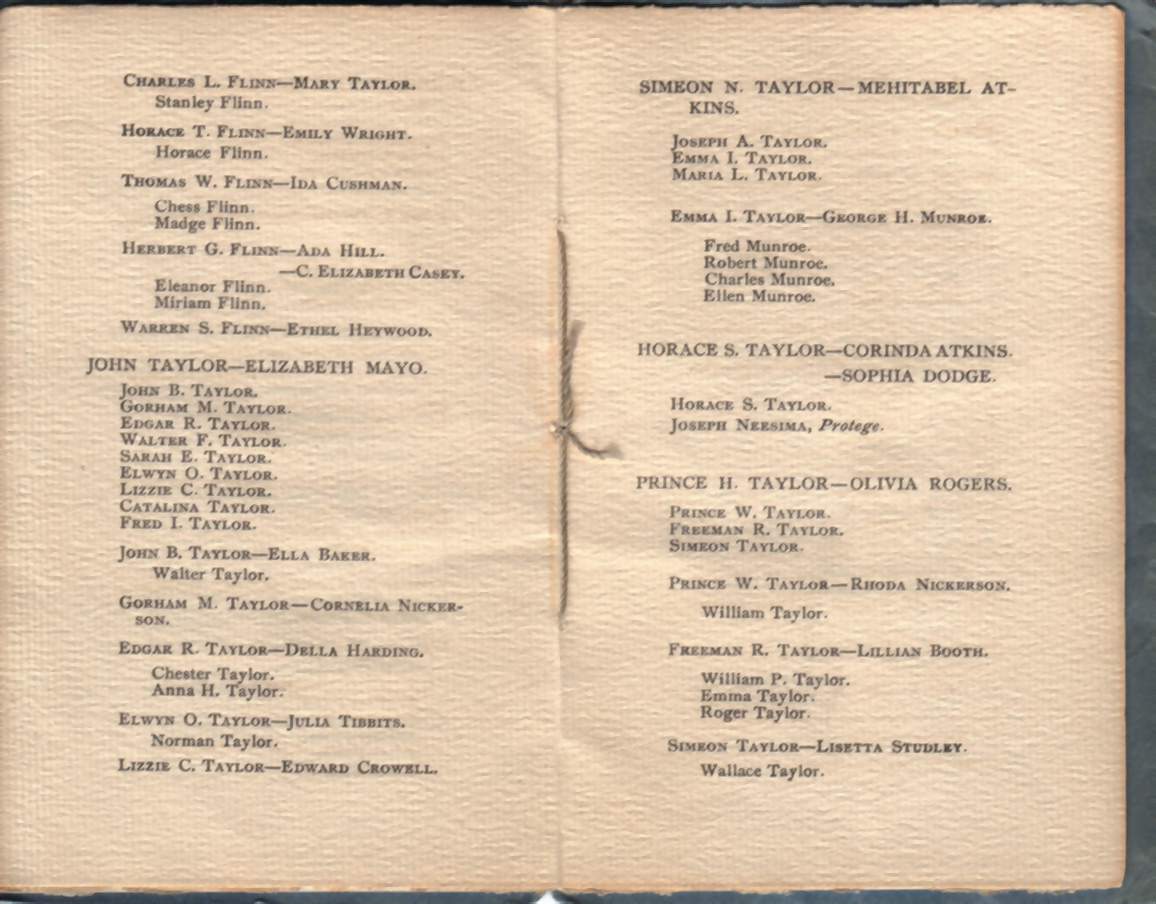 CHARLES L. FLINN—MARY TAYLOR.
Stanley Flinn.
HORACE T. FLINN—EMILY WRIGHT.
Horace Flinn.
THOMAS W. FLINN—IDA CUSHMAN.
Chess Flinn.
Madge Flinn.
HERBERT G. FLINN—ADA HILL.
—C. ELIZABETH CASEY.
Eleanor Flinn.
Miriam Flinn.
WARREN S. FLINN—ETHEL HEYWOOD.
JOHN TAYLOR—ELIZABETH MAYO.
JOHN B. TAYLOR.
GORHAM M. TAYLOR.
EDGAR R. TAYLOR.
WALTER F. TAYLOR.
SARAH E. TAYLOR.
ELWYN O. TAYLOR.
LIZZIE C. TAYLOR.
CATALINA TAYLOR.
FRED I. TAYLOR.
JOHN B. TAYLOR—ELLA BAKER.
Walter Taylor.
GORHAM M. TAYLOR—CORNELIA NICKER-
SON.
EDGAR R. TAYLOR—DELLA HARDING.
Chester Taylor.
Anna H. Taylor.
ELWYN O. TAYLOR—JULIA TIBBITS.
Norman Taylor.
LIZZIE C. TAYLOR—EDWARD CROWELL.
SIMEON N. TAYLOR—MEHITABEL AT-
KINS.
JOSEPH A. TAYLOR.
EMMA I. TAYLOR.
MARIA L. TAYLOR.
EMMA I. TAYLOR—GEORGE H. MUNROE.
Fred Munroe.
Robert Munroe.
Charles Munroe.
Ellen Munroe.
HORACE S. TAYLOR—CORINDA ATKINS.
—SOPHIA DODGE.
HORACE S. TAYLOR.
JOSEPH NEESIMA, Protege.
PRINCE H. TAYLOR—OLIVIA ROGERS.
PRINCE W. TAYLOR.
FREEMAN R. TAYLOR.
SIMEON TAYLOR.
PRINCE W. TAYLOR—RHODA NICKERSON.
William Taylor.
FREEMAN R. TAYLOR—LILLIAN BOOTH.
William P. Taylor.
Emma Taylor.
Roger Taylor.
SIMEON TAYLOR—LISETTA STUDLEY.
Wallace Taylor.